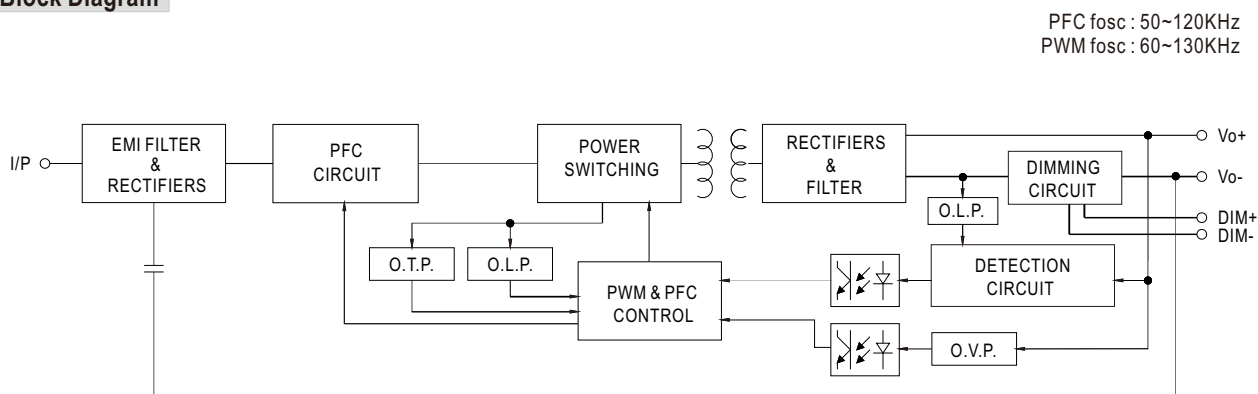 Block Diagram
PFC fosc : 50~120KHz
PWM fosc : 60~130KHz
I/P
EMI FILTER
&
RECTIFIERS
PFC
CIRCUIT
POWER
SWITCHING
RECTIFIERS
&
FILTER
DIMMING
CIRCUIT
Vo+
Vo-
DIM+
DIM-
O.L.P.
O.T.P.
O.L.P.
PWM & PFC
CONTROL
DETECTION
CIRCUIT
O.V.P.